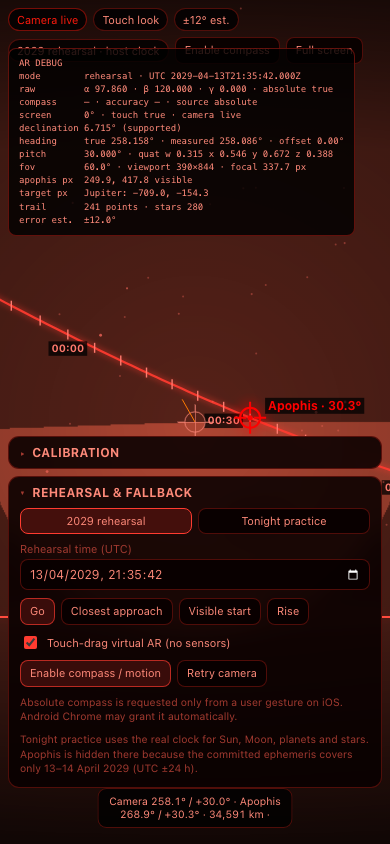 Camera live Touch look ±12° est.
2029 rehearsal · host clock Enable compass Full screen
AR DEBUG
mode rehearsal · UTC 2029-04-13T21:35:42.000Z
raw α 97.860 · β 120.000 · γ 0.000 · absolute true
compass — · accuracy — · source absolute
screen 0° · touch true · camera live
declination 6.715° (supported)
heading true 258.158° · measured 258.086° · offset 0.00°
pitch 30.000° · quat w 0.315 x 0.546 y 0.672 z 0.388
fov 60.0° · viewport 390×844 · focal 337.7 px
apophis px 249.9, 417.8 visible
target px Jupiter: −709.0, −154.3
trail 241 points · stars 280
error est. ±12.0°
00:00
Apophis · 30.3°
00:30
CALIBRATION
REHEARSAL & FALLBACK
2029 rehearsal Tonight practice
Rehearsal time (UTC)
13/04/2029, 21:35:42
Go Closest approach Visible start Rise
Touch-drag virtual AR (no sensors)
Enable compass / motion Retry camera
Absolute compass is requested only from a user gesture on iOS.
Android Chrome may grant it automatically.
Tonight practice uses the real clock for Sun, Moon, planets and stars.
Apophis is hidden there because the committed ephemeris covers
only 13–14 April 2029 (UTC ±24 h).
Camera 258.1° / +30.0° · Apophis
268.9° / +30.3° · 34,591 km ·